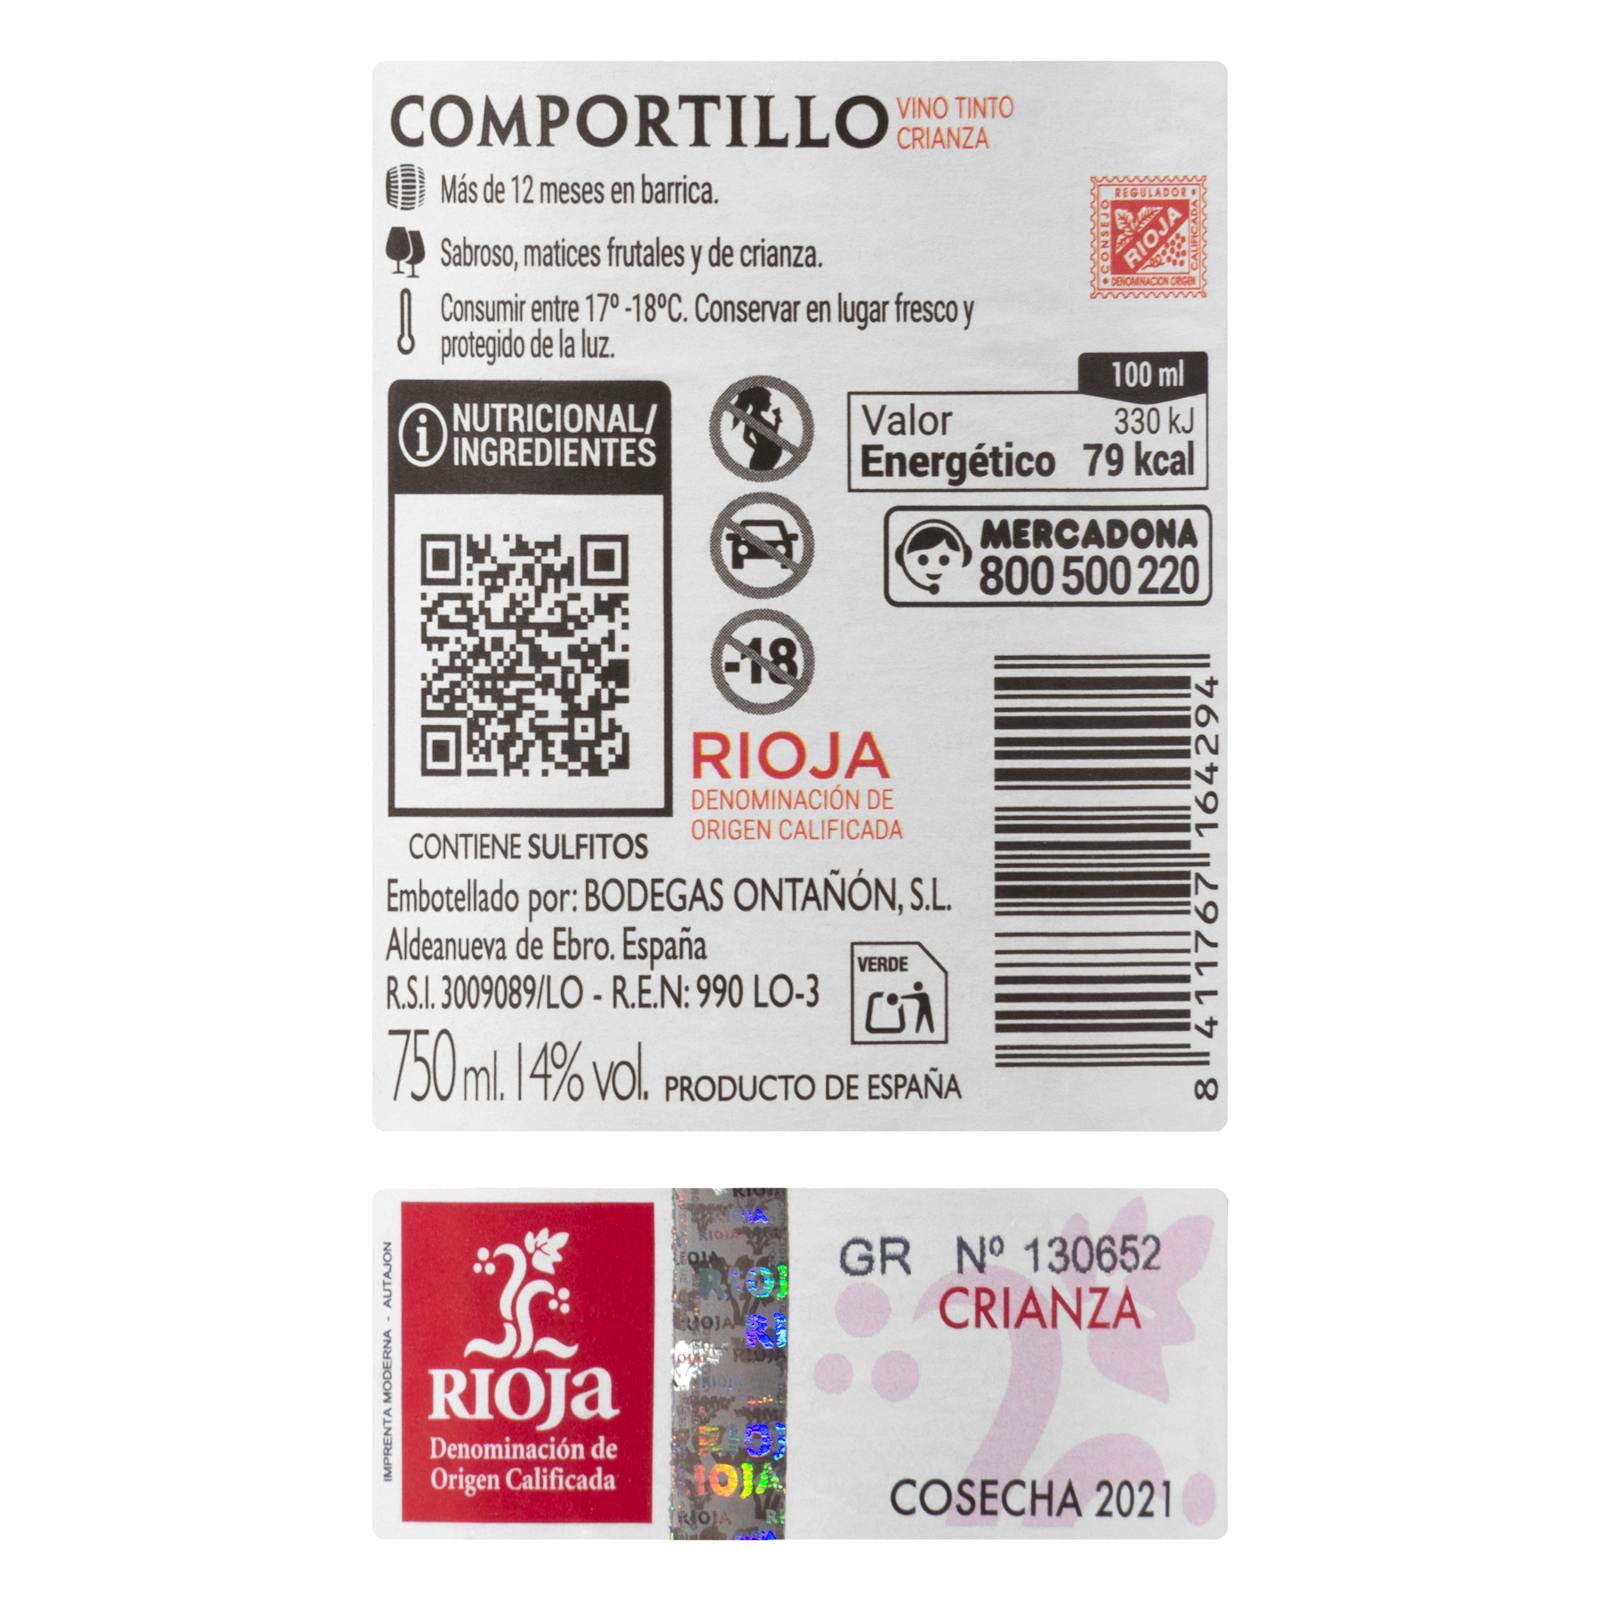 COMPORTILLO VINO TINTO
CRIANZA
Más de 12 meses en barrica.
Sabroso, matices frutales y de crianza.
Consumir entre 17º -18ºC. Conservar en lugar fresco y
protegido de la luz.
CONSEJO REGULADOR
RIOJA
DENOMINACIÓN ORIGEN CALIFICADA
i NUTRICIONAL/
INGREDIENTES
100 ml
Valor 330 kJ
Energético 79 kcal
MERCADONA
800 500 220
-18
RIOJA
DENOMINACIÓN DE
ORIGEN CALIFICADA
CONTIENE SULFITOS
Embotellado por: BODEGAS ONTAÑÓN, S.L.
Aldeanueva de Ebro. España
R.S.I. 3009089/LO - R.E.N: 990 LO-3
VERDE
750 ml. 14% vol. PRODUCTO DE ESPAÑA
8 411767 164294
IMPRENTA MODERNA - AUTAJON
RIOJA
Denominación de
Origen Calificada
RIOJA
GR Nº 130652
CRIANZA
COSECHA 2021